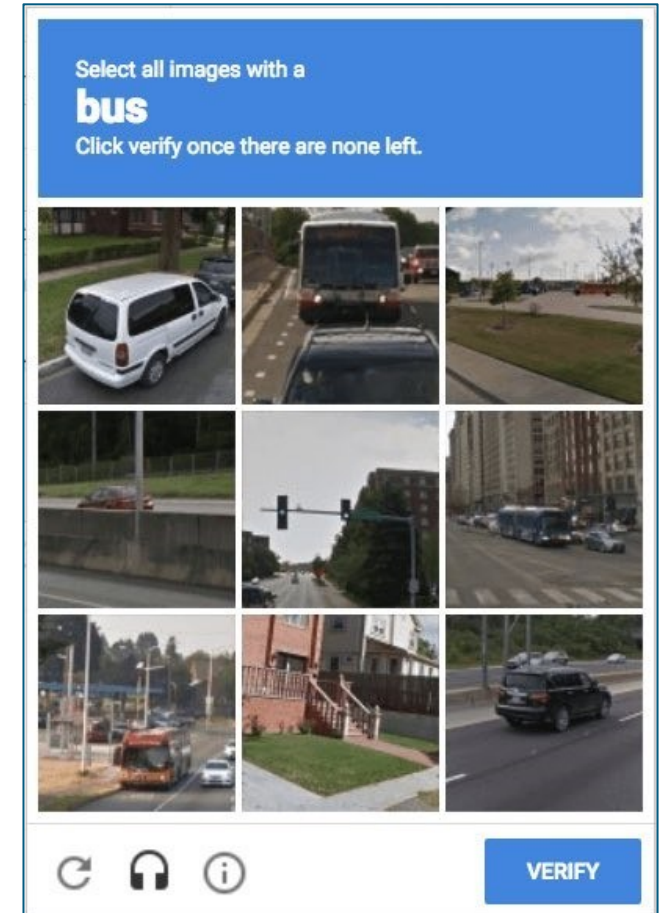 Select all images with a
bus
Click verify once there are none left.
VERIFY